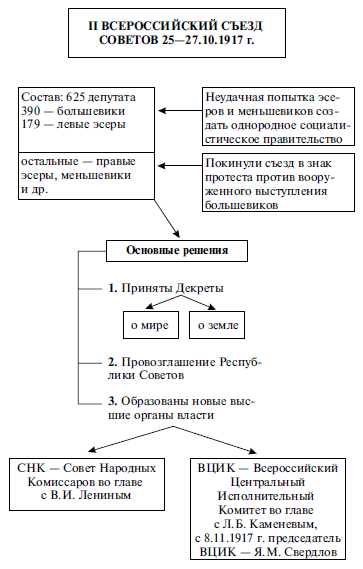 II ВСЕРОССИЙСКИЙ СЪЕЗД
СОВЕТОВ 25—27.10.1917 г.
Состав: 625 депутата
390 — большевики
179 — левые эсеры
Неудачная попытка эсе-
ров и меньшевиков соз-
дать однородное социали-
стическое правительство
остальные — правые
эсеры, меньшевики
и др.
Покинули съезд в знак
протеста против воору-
женного выступления
большевиков
Основные решения
1. Приняты Декреты
о мире
о земле
2. Провозглашение Респуб-
лики Советов
3. Образованы новые выс-
шие органы власти
СНК — Совет Народных
Комиссаров во главе
с В.И. Лениным
ВЦИК — Всероссийский
Центральный
Исполнительный
Комитет во главе
с Л.Б. Каменевым,
с 8.11.1917 г. председатель
ВЦИК — Я.М. Свердлов